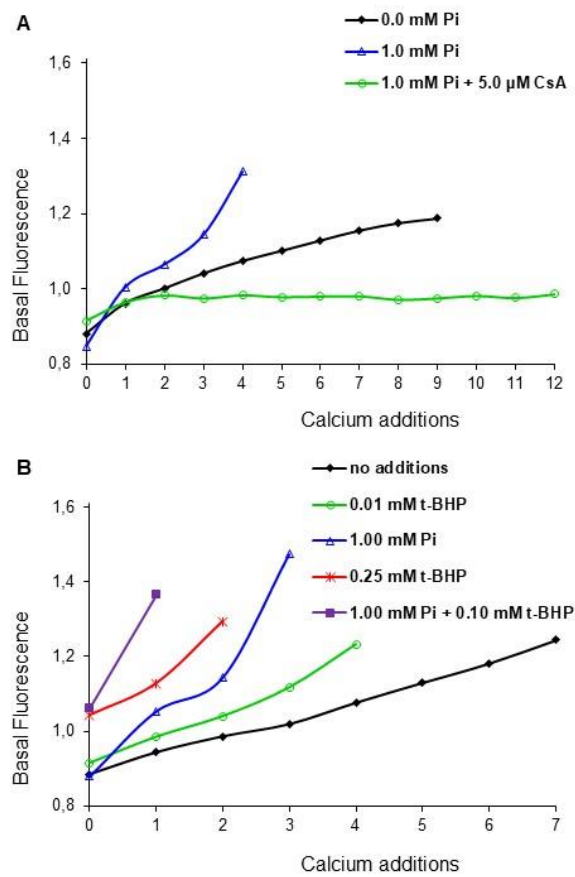 A
0.0 mM Pi
1.0 mM Pi
1.0 mM Pi + 5.0 µM CsA
Basal Fluorescence
1,6
1,4
1,2
1,0
0,8
0 1 2 3 4 5 6 7 8 9 10 11 12
Calcium additions
B
no additions
0.01 mM t-BHP
1.00 mM Pi
0.25 mM t-BHP
1.00 mM Pi + 0.10 mM t-BHP
Basal Fluorescence
1,6
1,4
1,2
1,0
0,8
0 1 2 3 4 5 6 7
Calcium additions